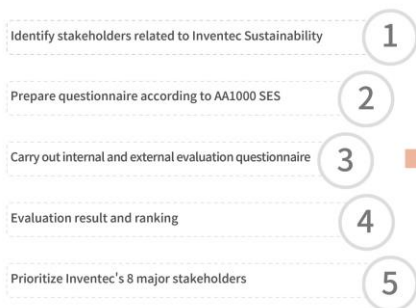 Identify stakeholders related to Inventec Sustainability 1
Prepare questionnaire according to AA1000 SES 2
Carry out internal and external evaluation questionnaire 3
Evaluation result and ranking 4
Prioritize Inventec's 8 major stakeholders 5